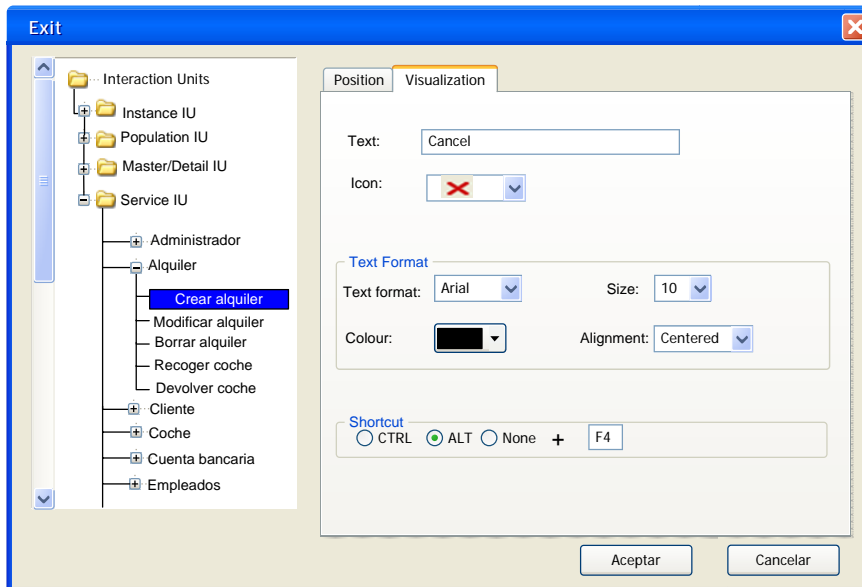 Exit
Interaction Units
Instance IU
Population IU
Master/Detail IU
Service IU
Administrador
Alquiler
Crear alquiler
Modificar alquiler
Borrar alquiler
Recoger coche
Devolver coche
Cliente
Coche
Cuenta bancaria
Empleados
Position Visualization
Text: Cancel
Icon:
Text Format
Text format: Arial Size: 10
Colour: Alignment: Centered
Shortcut
CTRL ALT None + F4
Aceptar Cancelar